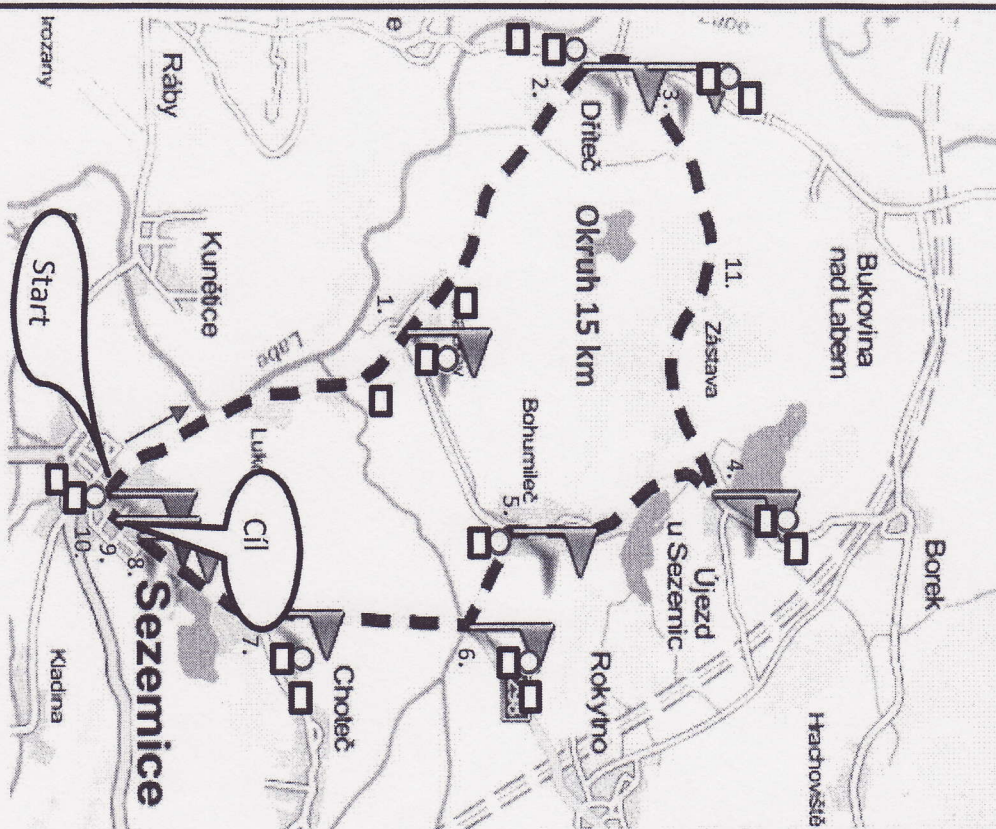 Borek
Bukovina
nad Labem
Hrachoviště
11.
4.
Zástava
Újezd
u Sezemic
3.
Dříteč
Okruh 15 km
Rokytno
2.
Bohumileč
5.
6.
1.
Choteč
Labe
Cíl
7.
Kunětice
Ráby
Sezemice
8.
9.
10.
Kladina
Start